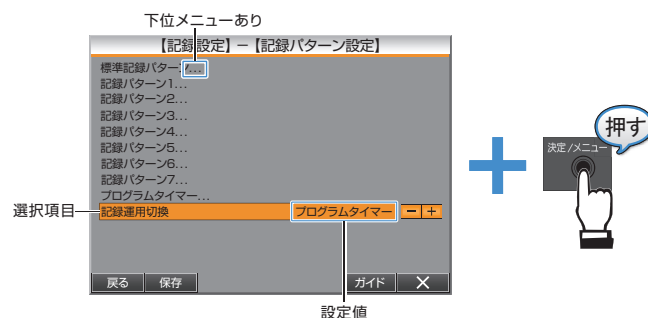 下位メニューあり
【記録設定】－【記録パターン設定】
標準記録パターン...
記録パターン1...
記録パターン2...
記録パターン3...
記録パターン4...
記録パターン5...
記録パターン6...
記録パターン7...
プログラムタイマー...
選択項目
記録運用切換 プログラムタイマー － ＋
戻る 保存 ガイド ×
設定値
押す
決定/メニュー